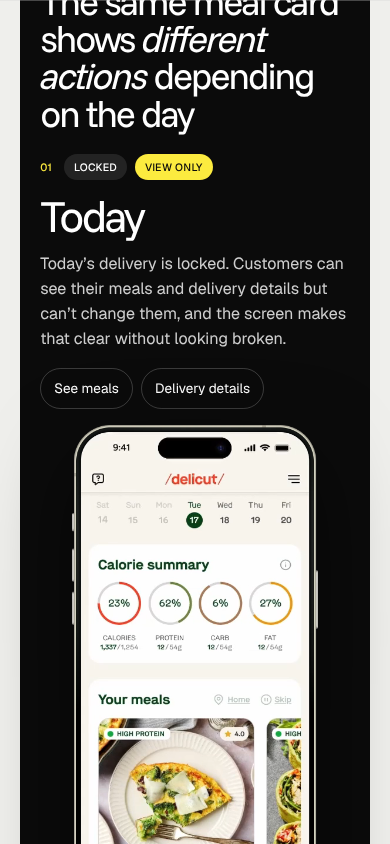 The same meal card
shows different
actions depending
on the day
01 LOCKED VIEW ONLY
Today
Today’s delivery is locked. Customers can
see their meals and delivery details but
can’t change them, and the screen makes
that clear without looking broken.
See meals Delivery details
9:41
/delicut/
Sat Sun Mon Tue Wed Thu Fri
14 15 16 17 18 19 20
Calorie summary
23% 62% 6% 27%
CALORIES PROTEIN CARB FAT
1,337/1,254 12/54g 12/54g 12/54g
Your meals Home Skip
HIGH PROTEIN 4.0 HIGH